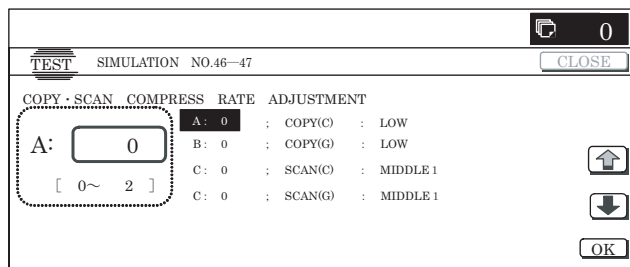 0
TEST SIMULATION NO.46—47
CLOSE
COPY・SCAN COMPRESS RATE ADJUSTMENT
A: 0
[ 0～ 2 ]
A: 0 ; COPY(C) : LOW
B: 0 ; COPY(G) : LOW
C: 0 ; SCAN(C) : MIDDLE 1
C: 0 ; SCAN(G) : MIDDLE 1
OK